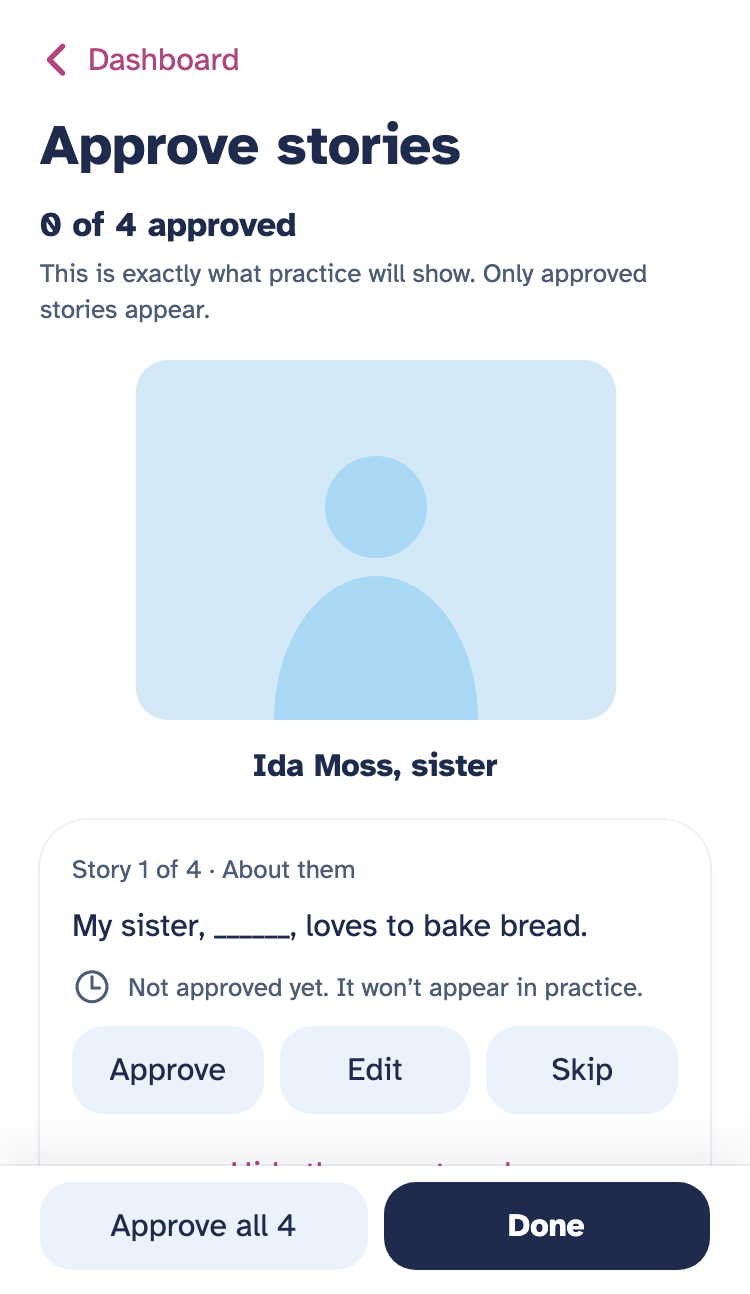 Dashboard
Approve stories
0 of 4 approved
This is exactly what practice will show. Only approved
stories appear.
Ida Moss, sister
Story 1 of 4 · About them
My sister, ______, loves to bake bread.
Not approved yet. It won’t appear in practice.
Approve Edit Skip
Approve all 4 Done